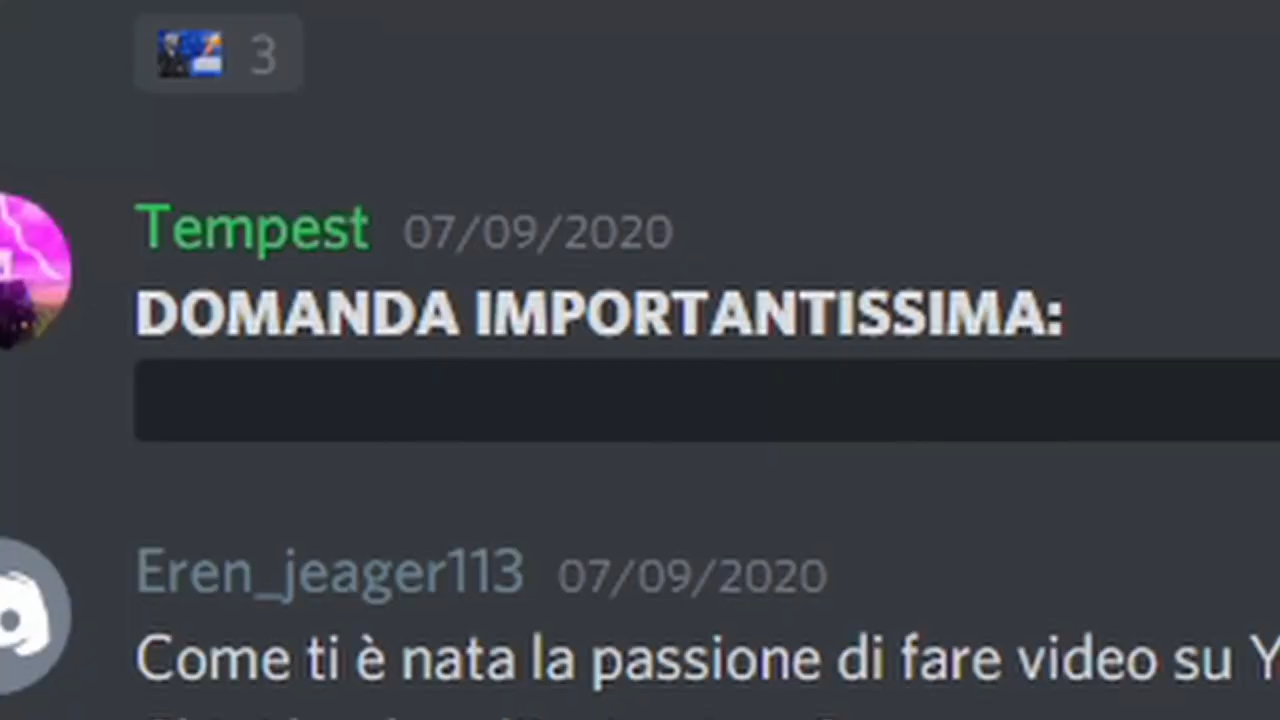 3
Tempest 07/09/2020
DOMANDA IMPORTANTISSIMA:
Eren_jeager113 07/09/2020
Come ti è nata la passione di fare video su Y